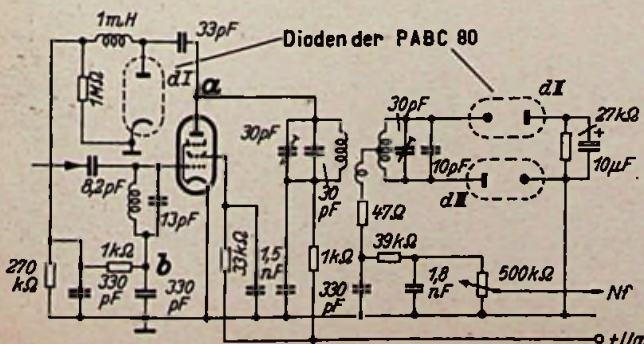 1mH
33pF
Dioden der PABC 80
1MΩ
dI
a
30pF
30pF
dII
27kΩ
8,2pF
13pF
30
pF
10pF
+
10µF
dIII
47Ω
b
1kΩ
33kΩ
1,5
nF
1kΩ
39kΩ
270
kΩ
330
pF
330
pF
330
pF
1,8
nF
500kΩ
Nf
+Ua